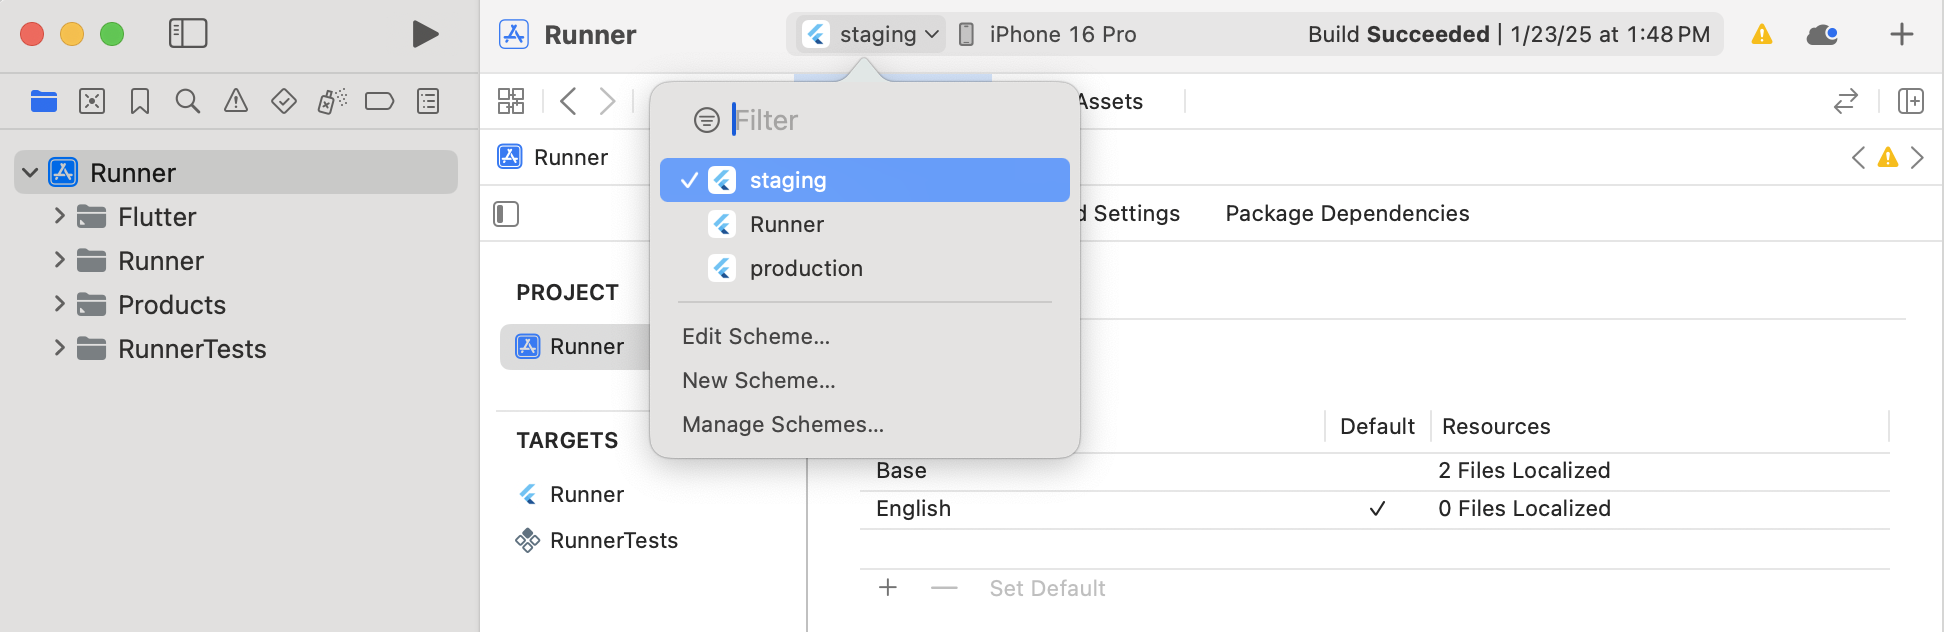 Runner
staging
iPhone 16 Pro
Build Succeeded | 1/23/25 at 1:48 PM
Assets
Filter
staging
Runner
production
Edit Scheme...
New Scheme...
Manage Schemes...
Runner
Flutter
Runner
Products
RunnerTests
Runner
d Settings
Package Dependencies
PROJECT
Runner
TARGETS
Runner
RunnerTests
Default
Resources
Base
2 Files Localized
English
0 Files Localized
Set Default